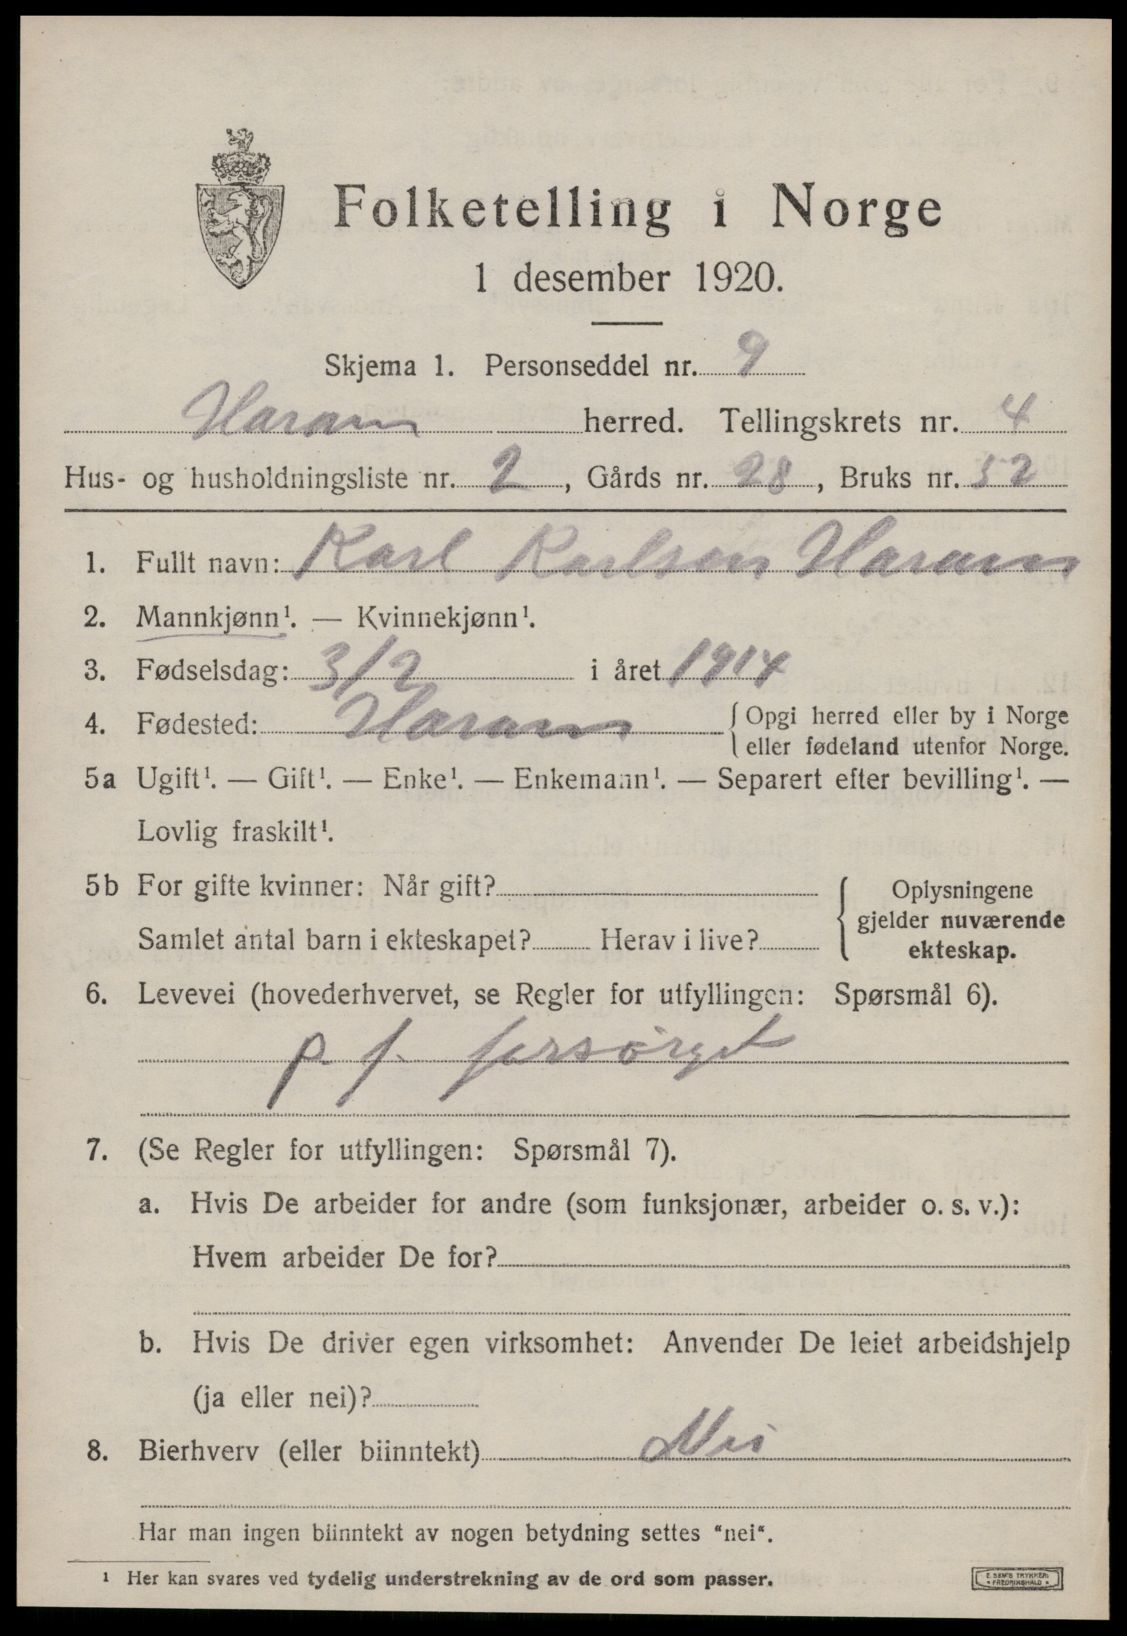 Folketelling i Norge
1 desember 1920.
Skjema 1. Personseddel nr. 9
Haram herred. Tellingskrets nr. 4
Hus- og husholdningsliste nr. 2, Gårds nr. 28, Bruks nr. 52
1. Fullt navn: Karl Karlsen Haram
2. Mannkjønn¹. — Kvinnekjønn¹.
3. Fødselsdag: 3/2 i året 1914
4. Fødested: Haram {Opgi herred eller by i Norge
eller fødeland utenfor Norge.
5a Ugift¹. — Gift¹. — Enke¹. — Enkemann¹. — Separert efter bevilling¹. —
Lovlig fraskilt¹.
5b For gifte kvinner: Når gift?
Samlet antal barn i ekteskapet? Herav i live?
{ Oplysningene
gjelder nuværende
ekteskap.
6. Levevei (hovederhvervet, se Regler for utfyllingen: Spørsmål 6).
p. f. forsørget
7. (Se Regler for utfyllingen: Spørsmål 7).
a. Hvis De arbeider for andre (som funksjonær, arbeider o. s. v.):
Hvem arbeider De for?
b. Hvis De driver egen virksomhet: Anvender De leiet arbeidshjelp
(ja eller nei)?
8. Bierhverv (eller biinntekt) Nei
Har man ingen biinntekt av nogen betydning settes "nei".
¹ Her kan svares ved tydelig understrekning av de ord som passer.
E. SEM'S TRYKKERI
FREDRIKSHALD